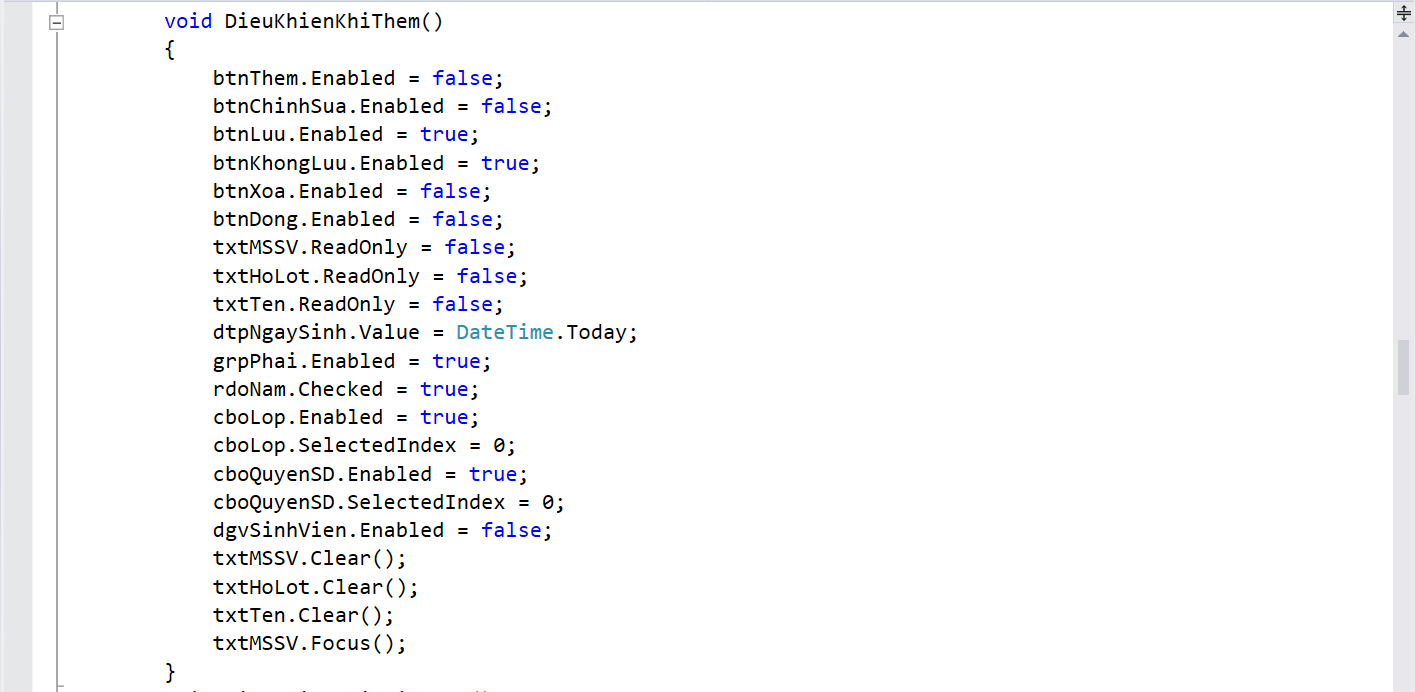 void DieuKhienKhiThem()
{
btnThem.Enabled = false;
btnChinhSua.Enabled = false;
btnLuu.Enabled = true;
btnKhongLuu.Enabled = true;
btnXoa.Enabled = false;
btnDong.Enabled = false;
txtMSSV.ReadOnly = false;
txtHoLot.ReadOnly = false;
txtTen.ReadOnly = false;
dtpNgaySinh.Value = DateTime.Today;
grpPhai.Enabled = true;
rdoNam.Checked = true;
cboLop.Enabled = true;
cboLop.SelectedIndex = 0;
cboQuyenSD.Enabled = true;
cboQuyenSD.SelectedIndex = 0;
dgvSinhVien.Enabled = false;
txtMSSV.Clear();
txtHoLot.Clear();
txtTen.Clear();
txtMSSV.Focus();
}